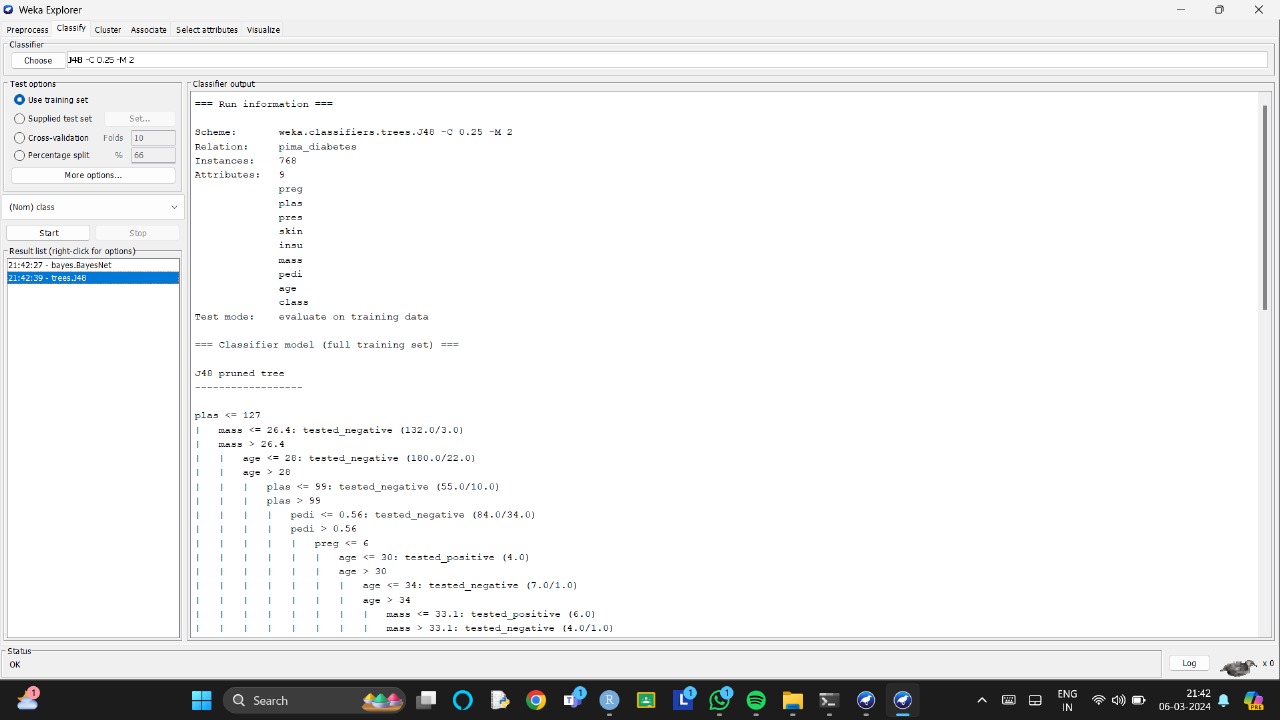 Weka Explorer
Preprocess Classify Cluster Associate Select attributes Visualize
Classifier
Choose J48 -C 0.25 -M 2
Test options
Use training set
Supplied test set Set...
Cross-validation Folds 10
Percentage split % 66
More options...
(Nom) class
Start Stop
Result list (right-click for options)
21:42:27 - bayes.BayesNet
21:42:39 - trees.J48
Classifier output
=== Run information ===
Scheme: weka.classifiers.trees.J48 -C 0.25 -M 2
Relation: pima_diabetes
Instances: 768
Attributes: 9
preg
plas
pres
skin
insu
mass
pedi
age
class
Test mode: evaluate on training data
=== Classifier model (full training set) ===
J48 pruned tree
------------------
plas <= 127
| mass <= 26.4: tested_negative (132.0/3.0)
| mass > 26.4
| | age <= 28: tested_negative (180.0/22.0)
| | age > 28
| | | plas <= 99: tested_negative (55.0/10.0)
| | | plas > 99
| | | | pedi <= 0.56: tested_negative (84.0/34.0)
| | | | pedi > 0.56
| | | | | preg <= 6
| | | | | | age <= 30: tested_positive (4.0)
| | | | | | age > 30
| | | | | | | age <= 34: tested_negative (7.0/1.0)
| | | | | | | age > 34
| | | | | | | | mass <= 33.1: tested_positive (6.0)
| | | | | | | | mass > 33.1: tested_negative (4.0/1.0)
Status
OK
Log x 0
1
Search
1
L
1
1
R
ENG
IN
21:42
06-03-2024
PRE